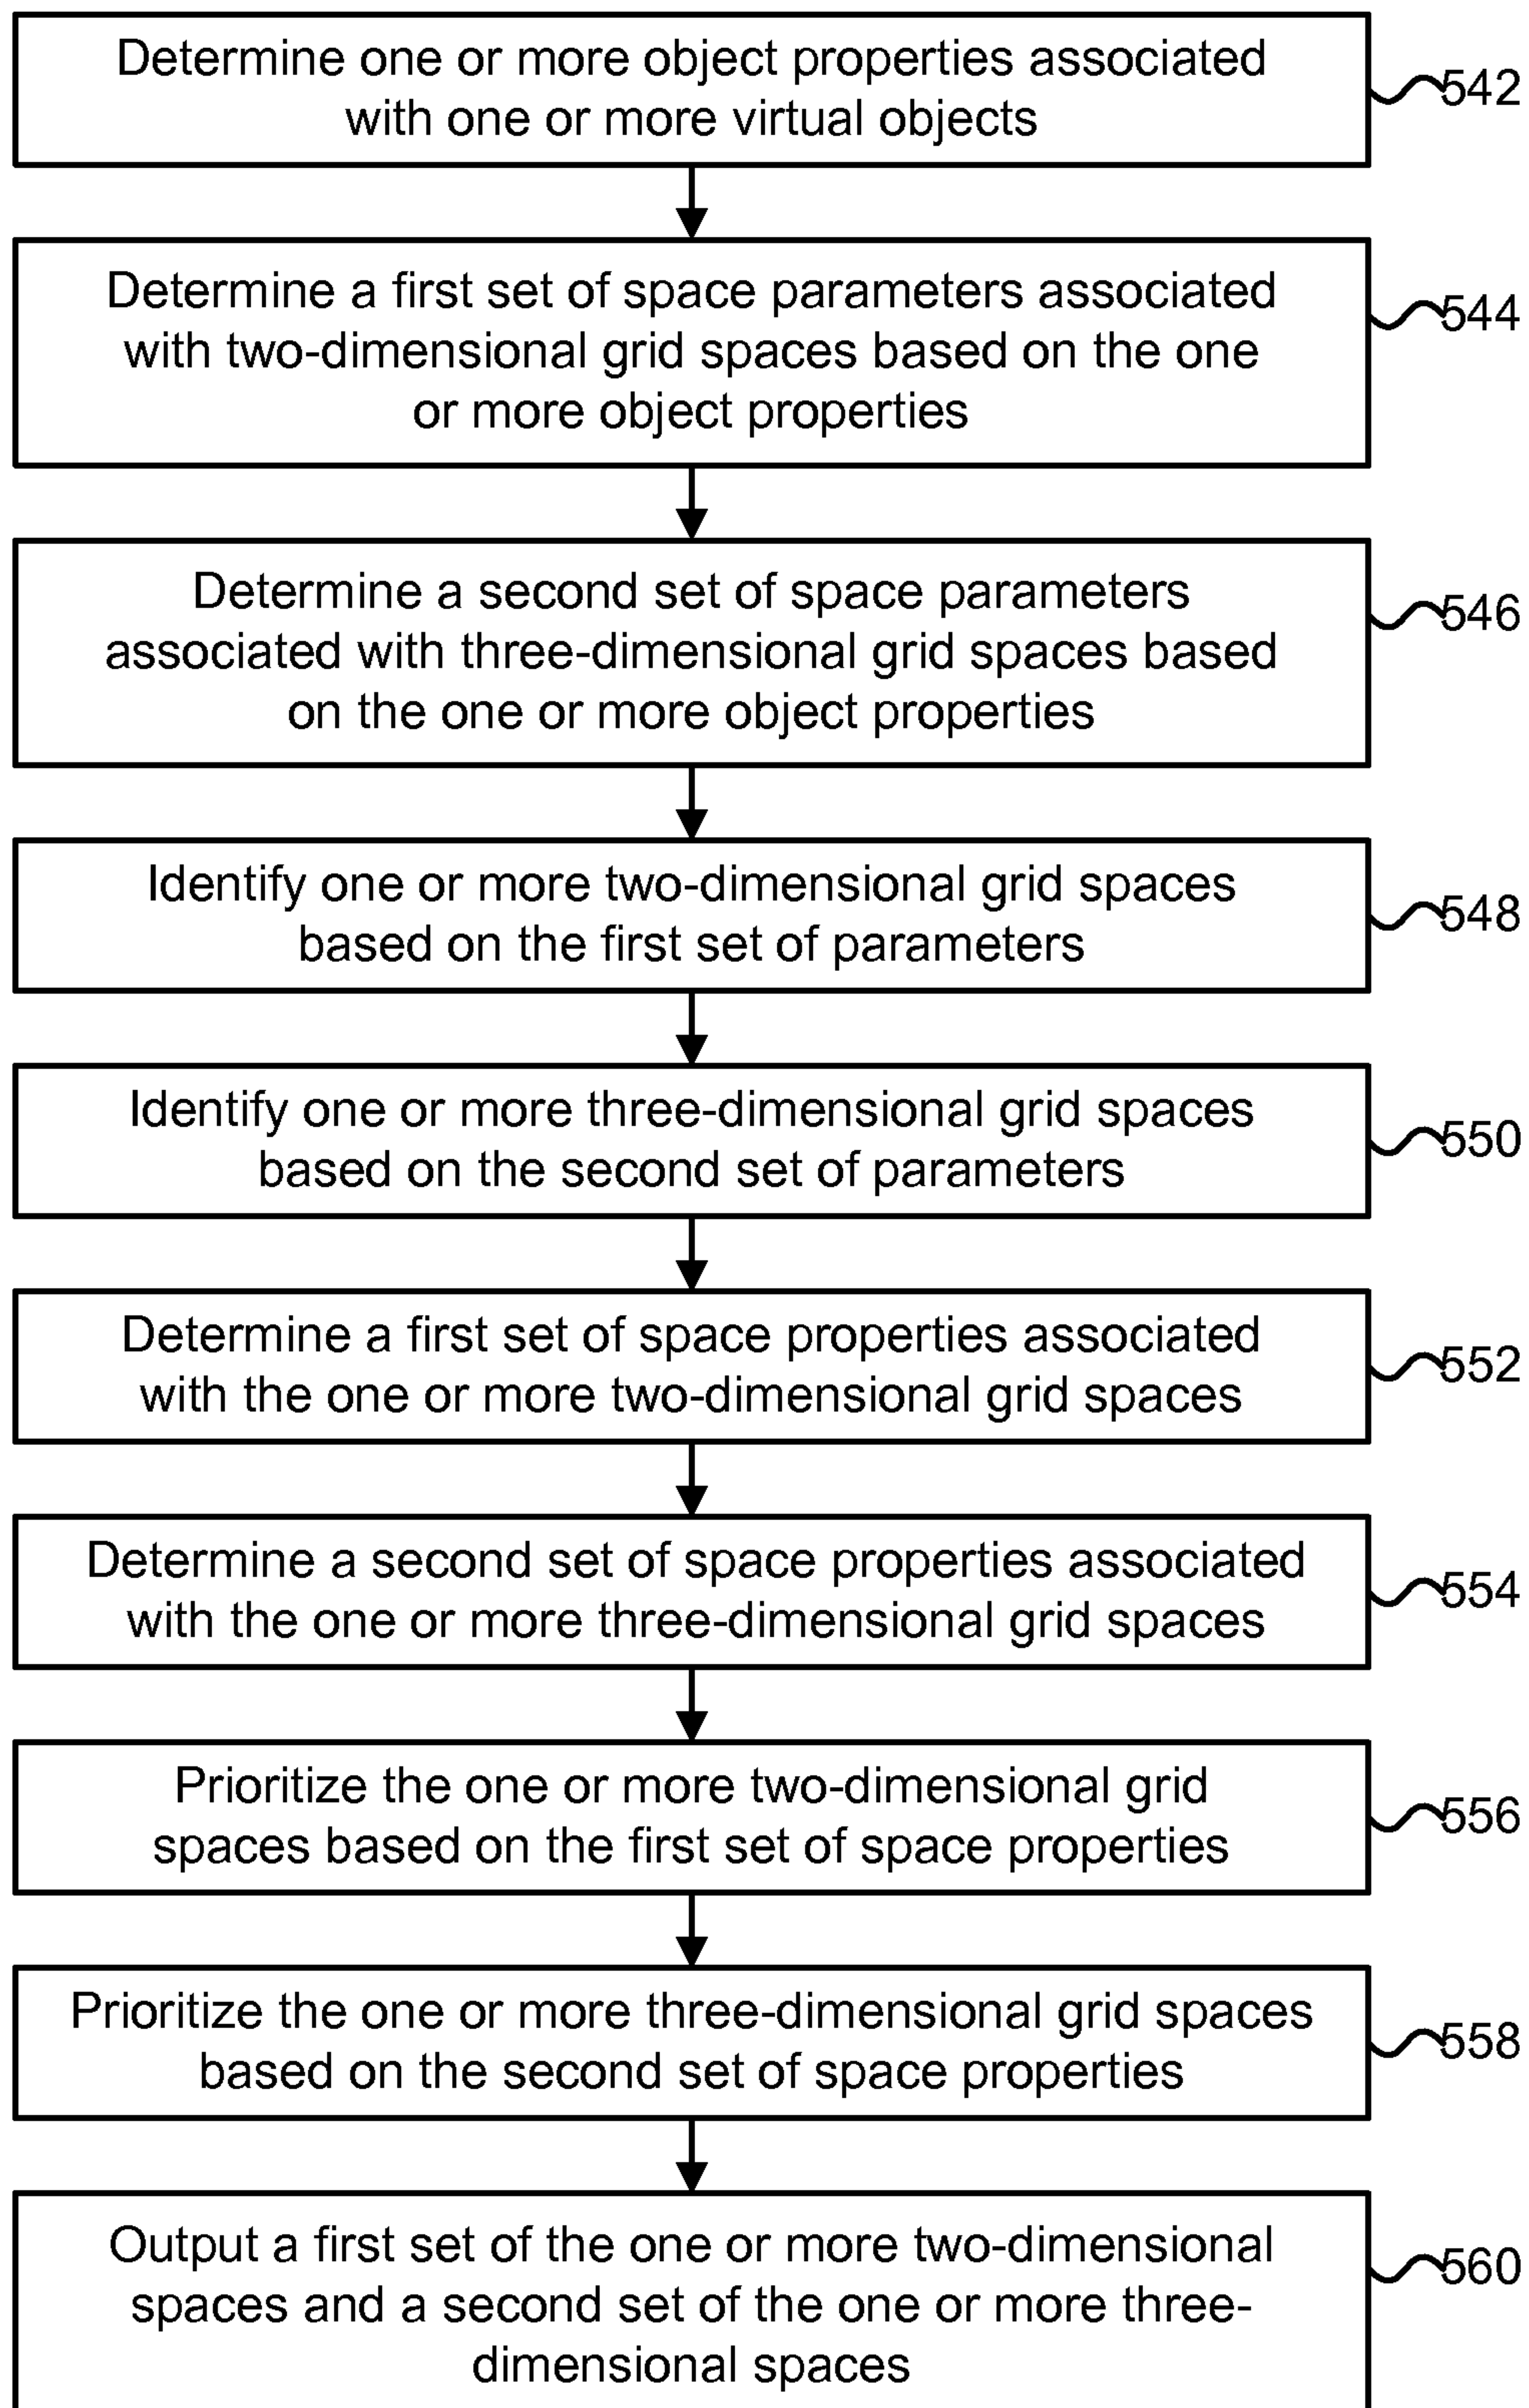 Determine one or more object properties associated
with one or more virtual objects
542
Determine a first set of space parameters associated
with two-dimensional grid spaces based on the one
or more object properties
544
Determine a second set of space parameters
associated with three-dimensional grid spaces based
on the one or more object properties
546
Identify one or more two-dimensional grid spaces
based on the first set of parameters
548
Identify one or more three-dimensional grid spaces
based on the second set of parameters
550
Determine a first set of space properties associated
with the one or more two-dimensional grid spaces
552
Determine a second set of space properties associated
with the one or more three-dimensional grid spaces
554
Prioritize the one or more two-dimensional grid
spaces based on the first set of space properties
556
Prioritize the one or more three-dimensional grid spaces
based on the second set of space properties
558
Output a first set of the one or more two-dimensional
spaces and a second set of the one or more three-
dimensional spaces
560